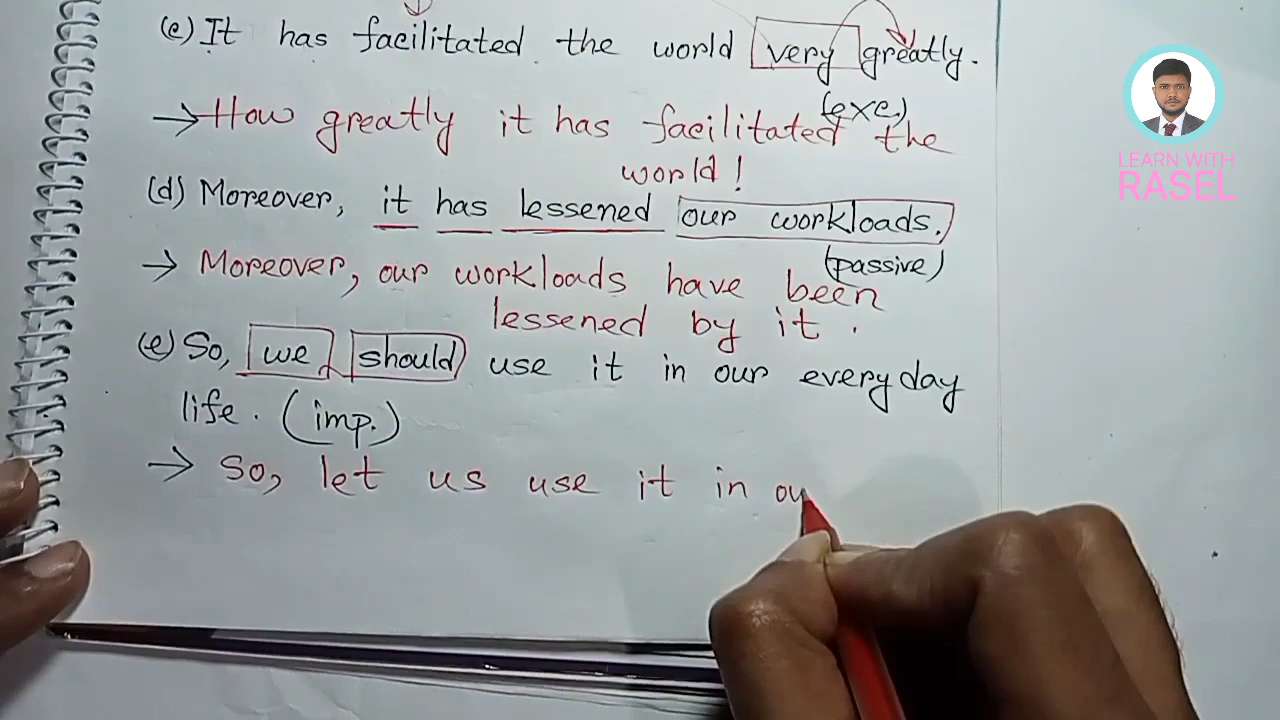 (c) It has facilitated the world very greatly.
(exc)
→ How greatly it has facilitated the
world!
(d) Moreover, it has lessened our workloads.
(passive)
→ Moreover, our workloads have been
lessened by it.
(e) So, we should use it in our everyday
life. (imp.)
→ So, let us use it in ou
LEARN WITH
RASEL